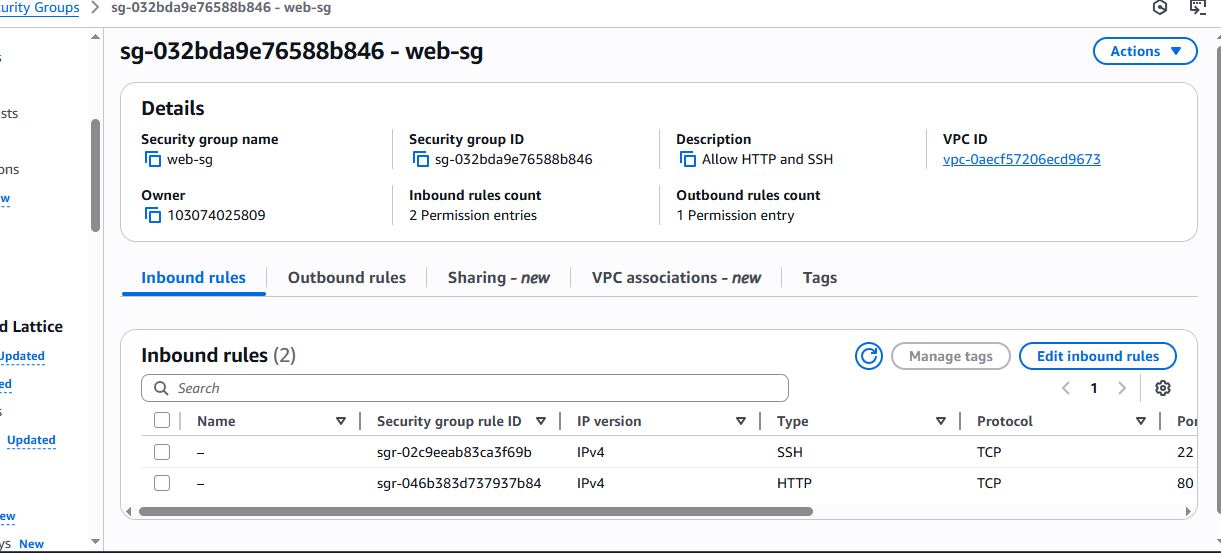 curity Groups > sg-032bda9e76588b846 - web-sg
sg-032bda9e76588b846 - web-sg
Actions
Details
Security group name
web-sg
Security group ID
sg-032bda9e76588b846
Description
Allow HTTP and SSH
VPC ID
vpc-0aecf57206ecd9673
Owner
103074025809
Inbound rules count
2 Permission entries
Outbound rules count
1 Permission entry
Inbound rules
Outbound rules
Sharing - new
VPC associations - new
Tags
Inbound rules (2)
Manage tags
Edit inbound rules
Search
1
Name Security group rule ID IP version Type Protocol Por
– sgr-02c9eeab83ca3f69b IPv4 SSH TCP 22
– sgr-046b383d737937b84 IPv4 HTTP TCP 80
s
sts
ons
w
d Lattice
Updated
ed
s
Updated
ew
ys New